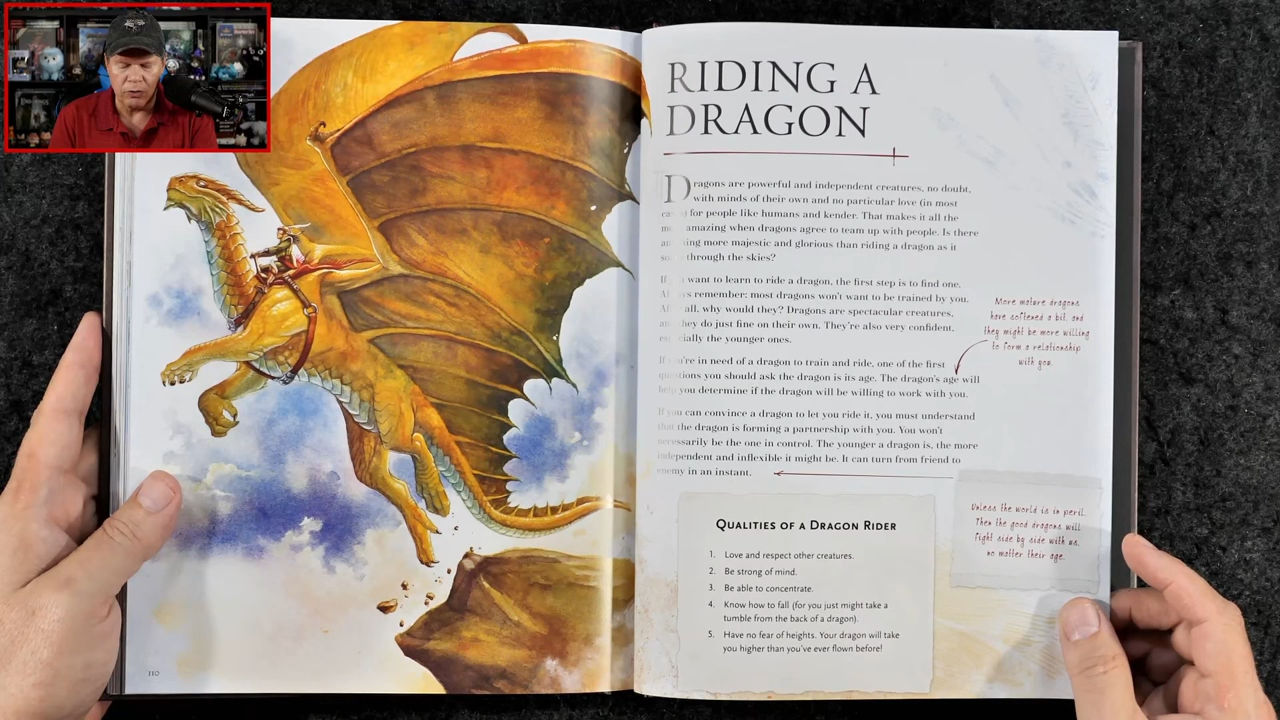 RIDING A
DRAGON
Dragons are powerful and independent creatures, no doubt,
with minds of their own and no particular love (in most
for people like humans and kender. That makes it all the
amazing when dragons agree to team up with people. Is there
more majestic and glorious than riding a dragon as it
through the skies?
want to learn to ride a dragon, the first step is to find one.
remember: most dragons won't want to be trained by you.
all, why would they? Dragons are spectacular creatures,
they do just fine on their own. They're also very confident,
especially the younger ones.
If you're in need of a dragon to train and ride, one of the first
questions you should ask the dragon is its age. The dragon's age will
help you determine if the dragon will be willing to work with you.
If you can convince a dragon to let you ride it, you must understand
that the dragon is forming a partnership with you. You won't
necessarily be the one in control. The younger a dragon is, the more
independent and inflexible it might be. It can turn from friend to
enemy in an instant.
More mature dragons
have softened a bit, and
they might be more willing
to form a relationship
with you.
Unless the world is in peril.
Then the good dragons will
fight side by side with us,
no matter their age.
QUALITIES OF A DRAGON RIDER
1. Love and respect other creatures.
2. Be strong of mind.
3. Be able to concentrate.
4. Know how to fall (for you just might take a
tumble from the back of a dragon).
5. Have no fear of heights. Your dragon will take
you higher than you've ever flown before!
110